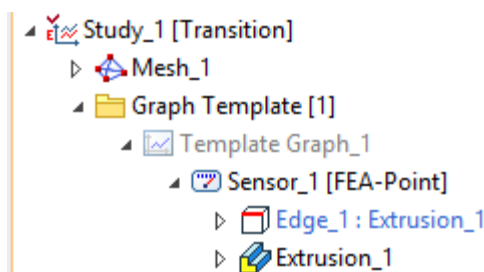 Study_1 [Transition]
Mesh_1
Graph Template [1]
Template Graph_1
Sensor_1 [FEA-Point]
Edge_1 : Extrusion_1
Extrusion_1